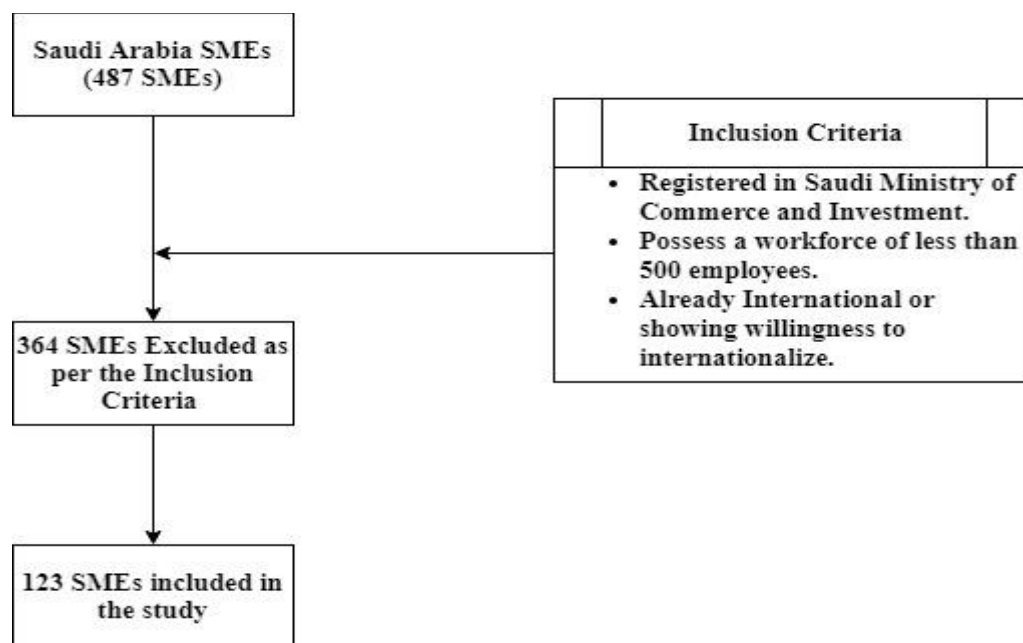 Saudi Arabia SMEs
(487 SMEs)
Inclusion Criteria
• Registered in Saudi Ministry of
Commerce and Investment.
• Possess a workforce of less than
500 employees.
• Already International or
showing willingness to
internationalize.
364 SMEs Excluded as
per the Inclusion
Criteria
123 SMEs included in
the study